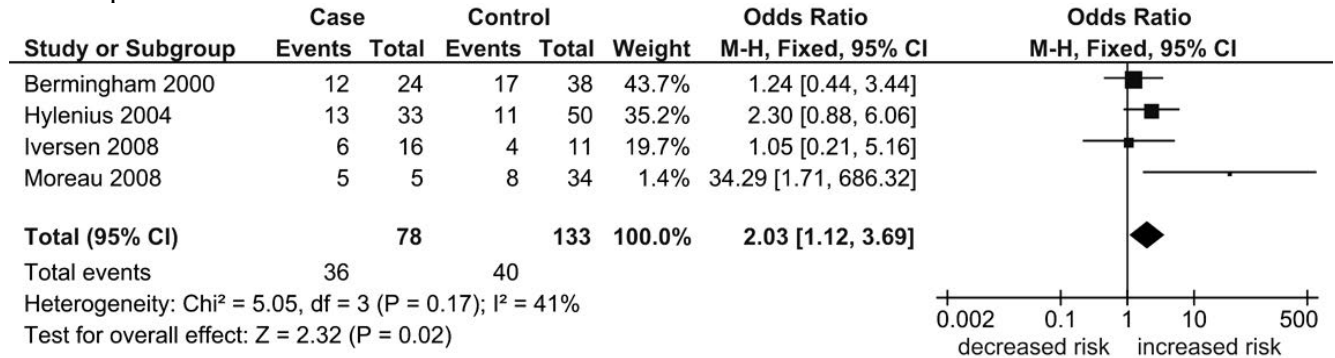 Case Control Odds Ratio Odds Ratio
Study or Subgroup Events Total Events Total Weight M-H, Fixed, 95% CI M-H, Fixed, 95% CI
Bermingham 2000 12 24 17 38 43.7% 1.24 [0.44, 3.44]
Hylenius 2004 13 33 11 50 35.2% 2.30 [0.88, 6.06]
Iversen 2008 6 16 4 11 19.7% 1.05 [0.21, 5.16]
Moreau 2008 5 5 8 34 1.4% 34.29 [1.71, 686.32]
Total (95% CI) 78 133 100.0% 2.03 [1.12, 3.69]
Total events 36 40
Heterogeneity: Chi² = 5.05, df = 3 (P = 0.17); I² = 41%
Test for overall effect: Z = 2.32 (P = 0.02)
0.002 0.1 1 10 500
decreased risk increased risk